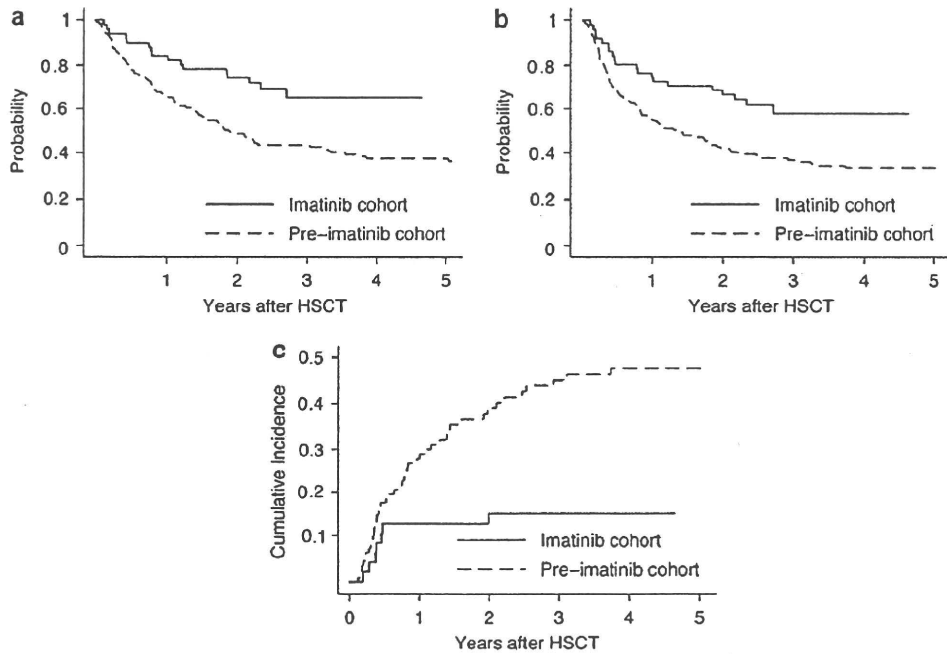 a
1
0.8
0.6
0.4
0.2
0
Probability
Imatinib cohort
Pre-imatinib cohort
1 2 3 4 5
Years after HSCT
b
1
0.8
0.6
0.4
0.2
0
Probability
Imatinib cohort
Pre-imatinib cohort
0 1 2 3 4 5
Years after HSCT
c
0.5
0.4
0.3
0.2
0.1
Cumulative Incidence
Imatinib cohort
Pre-imatinib cohort
0 1 2 3 4 5
Years after HSCT